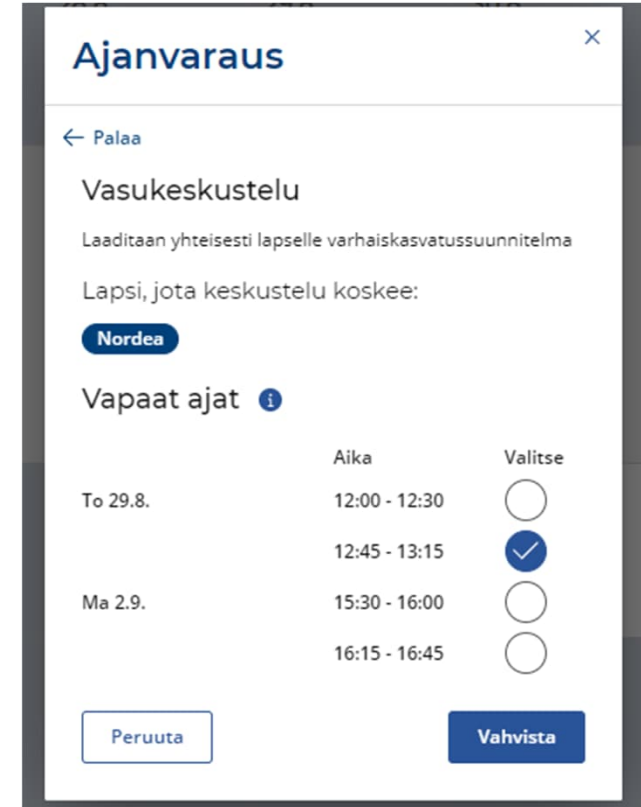 Ajanvaraus
Palaa
Vasukeskustelu
Laaditaan yhteisesti lapselle varhaiskasvatussuunnitelma
Lapsi, jota keskustelu koskee:
Nordea
Vapaat ajat
Aika Valitse
To 29.8. 12:00 - 12:30
12:45 - 13:15
Ma 2.9. 15:30 - 16:00
16:15 - 16:45
Peruuta Vahvista